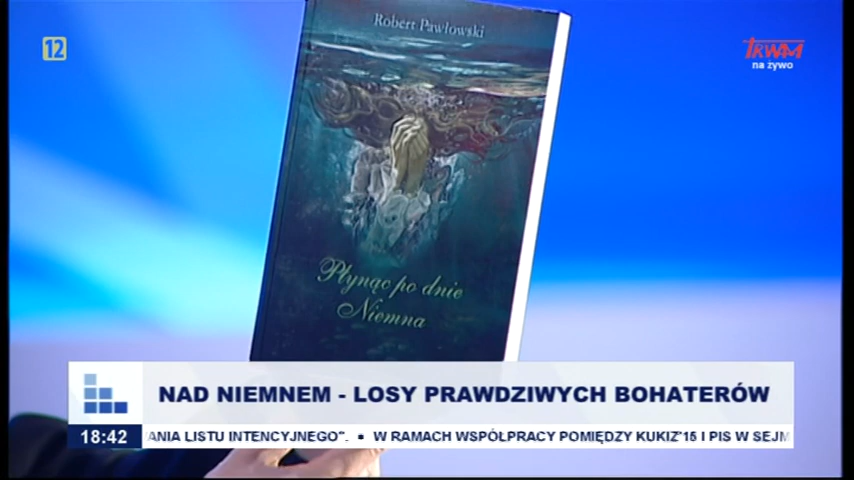 12
Robert Pawłowski
TRWAM
na żywo
Płynąc po dnie
Niemna
NAD NIEMNEM - LOSY PRAWDZIWYCH BOHATERÓW
18:42
ANIA LISTU INTENCYJNEGO". ■ W RAMACH WSPÓŁPRACY POMIĘDZY KUKIZ'15 I PIS W SEJM